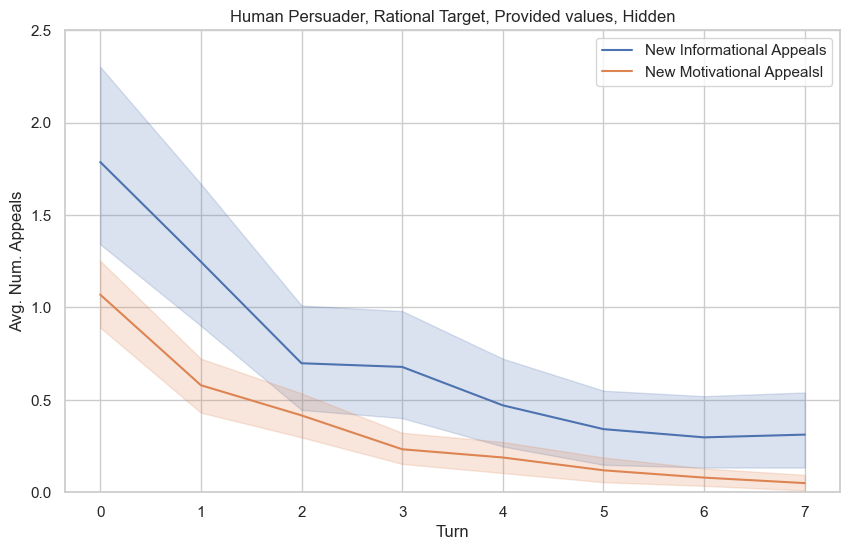 Human Persuader, Rational Target, Provided values, Hidden
New Informational Appeals
New Motivational Appealsl
Avg. Num. Appeals
2.5
2.0
1.5
1.0
0.5
0.0
0 1 2 3 4 5 6 7
Turn